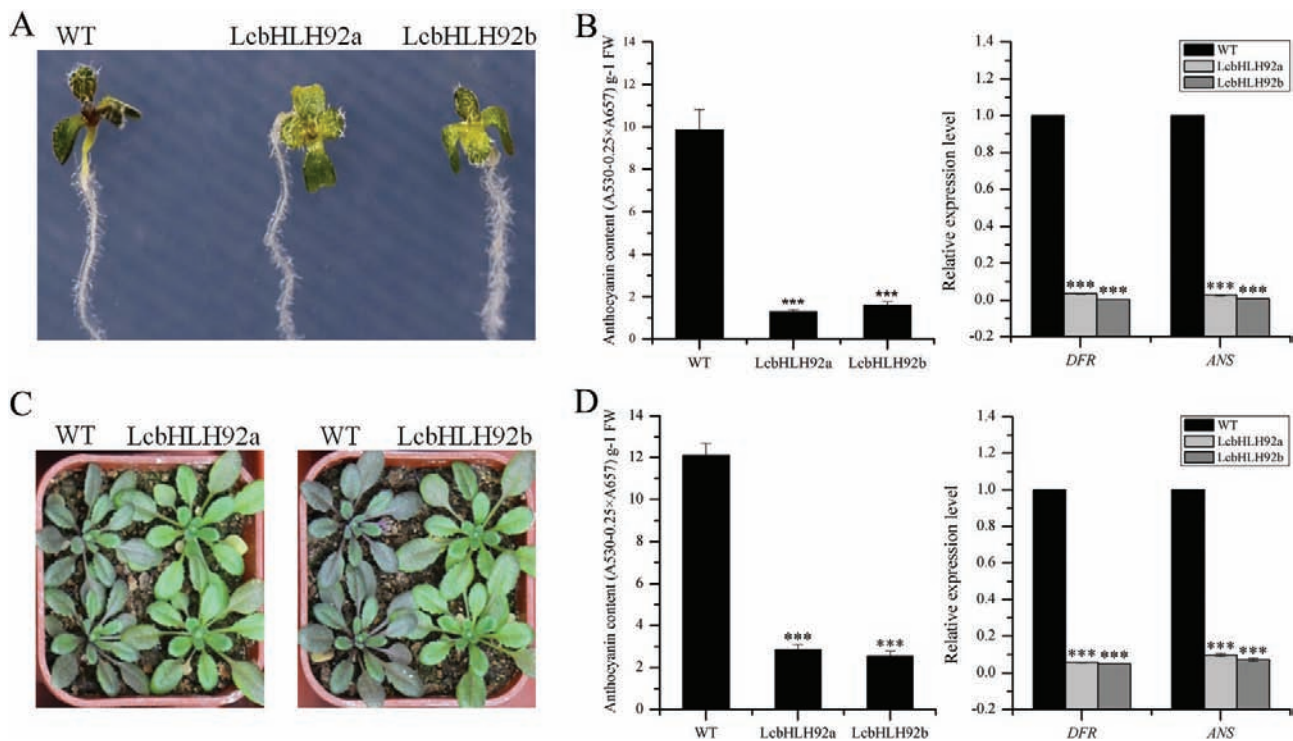 A
WT LcbHLH92a LcbHLH92b
B
Anthocyanin content (A530-0.25×A657) g-1 FW
14
12
10
8
6
4
2
0
*** ***
WT LcbHLH92a LcbHLH92b
Relative expression level
1.4
1.2
1.0
0.8
0.6
0.4
0.2
0.0
-0.2
WT
LcbHLH92a
LcbHLH92b
*** *** *** ***
DFR ANS
C
WT LcbHLH92a WT LcbHLH92b
D
Anthocyanin content (A530-0.25×A657) g-1 FW
14
12
10
8
6
4
2
0
*** ***
WT LcbHLH92a LcbHLH92b
Relative expression level
1.4
1.2
1.0
0.8
0.6
0.4
0.2
0.0
-0.2
WT
LcbHLH92a
LcbHLH92b
*** *** *** ***
DFR ANS